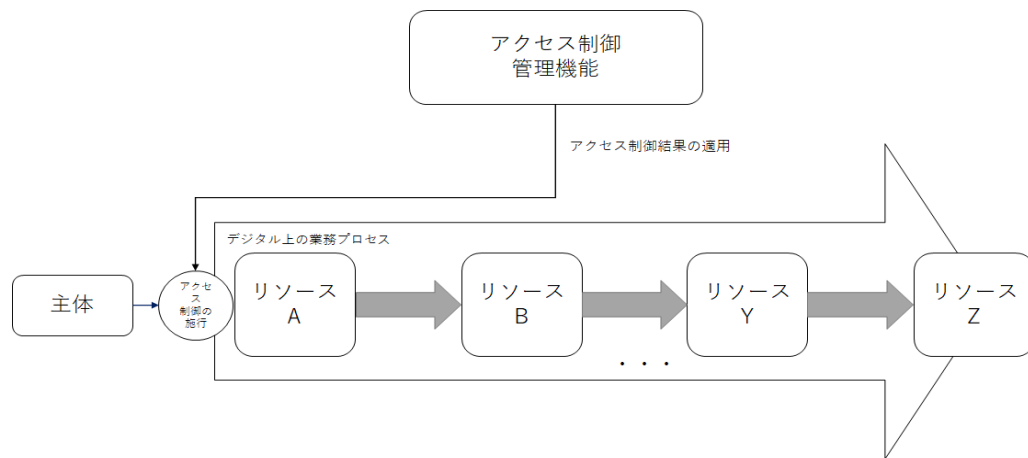 アクセス制御
管理機能
アクセス制御結果の適用
デジタル上の業務プロセス
主体
アクセ
ス
制御の
施行
リソース
A
リソース
B
リソース
Y
リソース
Z
・・・